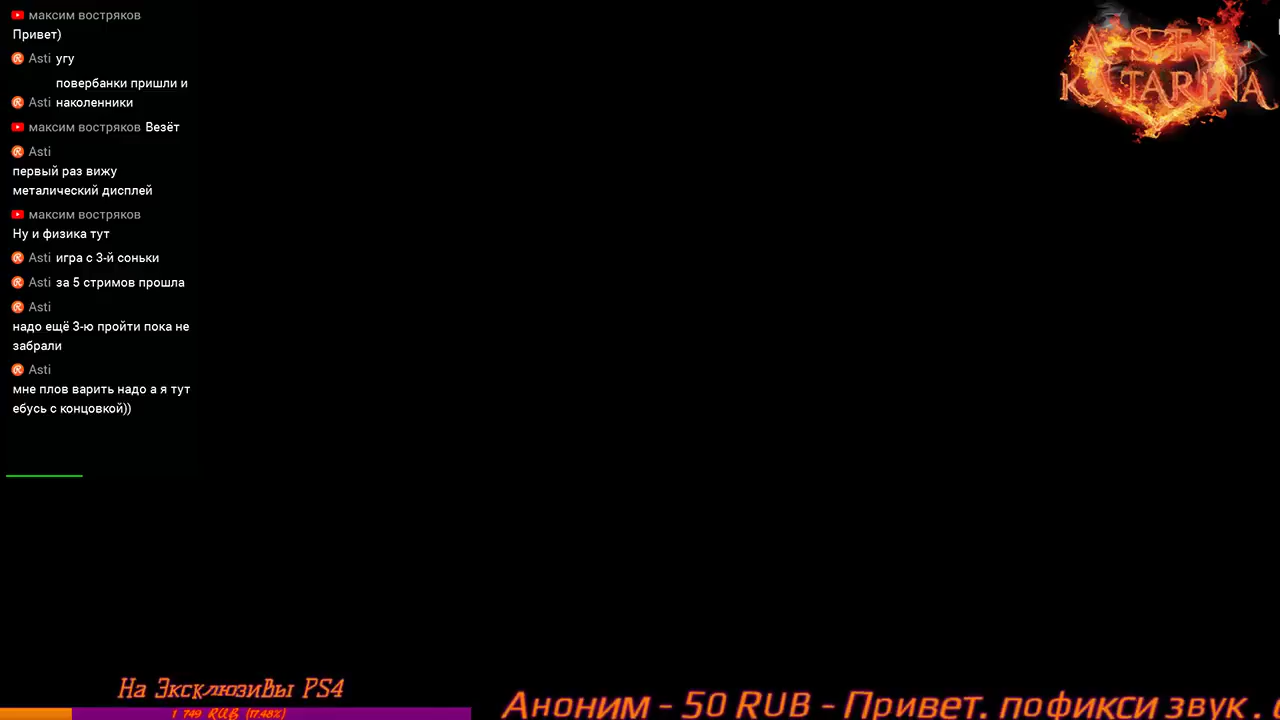 максим востряков
Привет)
Asti угу
повербанки пришли и
Asti наколенники
максим востряков Везёт
Asti
первый раз вижу
металический дисплей
максим востряков
Ну и физика тут
Asti игра с 3-й соньки
Asti за 5 стримов прошла
Asti
надо ещё 3-ю пройти пока не
забрали
Asti
мне плов варить надо а я тут
ебусь с концовкой))
ASTI
KATARINA
На Эксклюзивы PS4
1 749 RUB (17.48%)
Аноним - 50 RUB - Привет. пофикси звук .